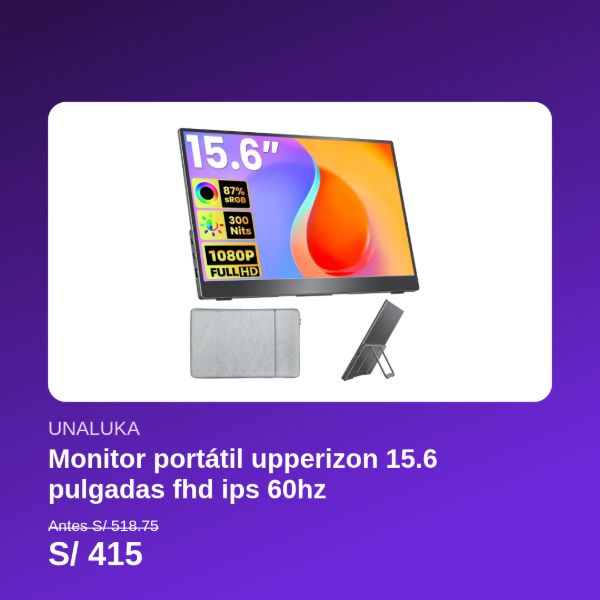 15.6″
87%
sRGB
300
Nits
1080P
FULL HD
UNALUKA
Monitor portátil upperizon 15.6
pulgadas fhd ips 60hz
Antes S/ 518.75
S/ 415